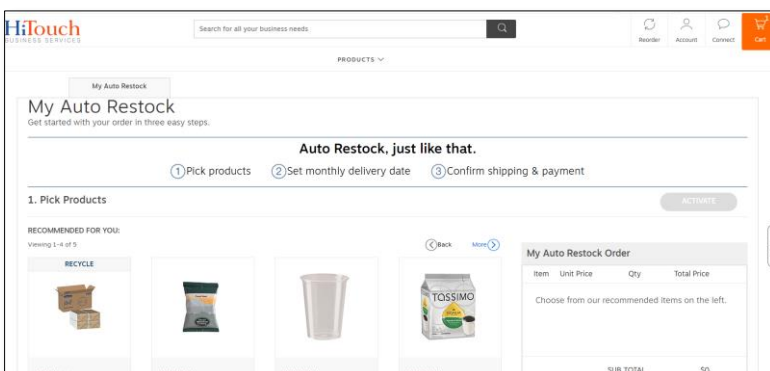 HiTouch
BUSINESS SERVICES
Search for all your business needs
Reorder
Account
Connect
Cart
PRODUCTS
My Auto Restock
My Auto Restock
Get started with your order in three easy steps.
Auto Restock, just like that.
1 Pick products 2 Set monthly delivery date 3 Confirm shipping & payment
1. Pick Products
ACTIVATE
RECOMMENDED FOR YOU:
Viewing 1-4 of 5
Back More
RECYCLE
TASSIMO
My Auto Restock Order
Item Unit Price Qty Total Price
Choose from our recommended items on the left.
SUB TOTAL $0